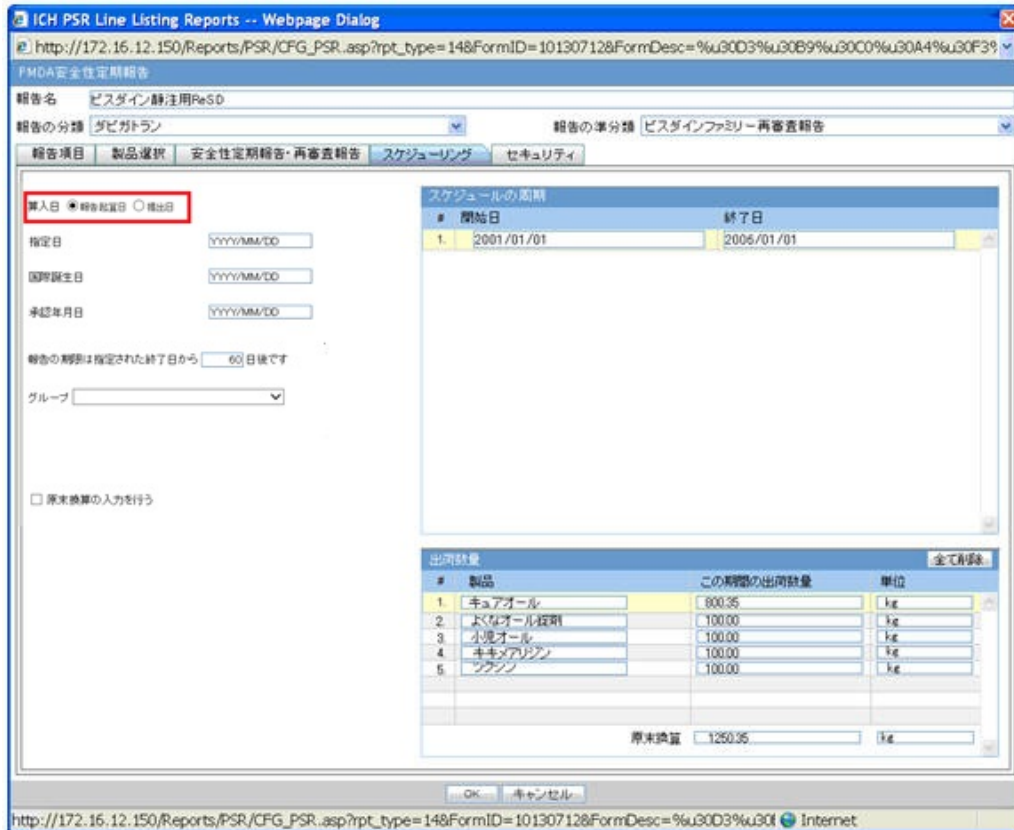 ICH PSR Line Listing Reports -- Webpage Dialog
http://172.16.12.150/Reports/PSR/CFG_PSR.asp?rpt_type=14&FormID=10130712&FormDesc=%u30D3%u30B9%u30C0%u30A4%u30F3%
PMDA安全性定期報告
報告名 ビスダイン静注用ReSD
報告の分類 ダビガトラン 報告の準分類 ビスダインファミリー再審査報告
報告項目 製品選択 安全性定期報告・再審査報告 スケジューリング セキュリティ
算入日 報告起算日 提出日
指定日 YYYY/MM/DD
国際誕生日 YYYY/MM/DD
承認年月日 YYYY/MM/DD
報告の期限は指定された終了日から 60 日後です
グループ
原末換算の入力を行う
スケジュールの周期
# 開始日 終了日
1. 2001/01/01 2006/01/01
出荷数量 全て削除
# 製品 この期間の出荷数量 単位
1. キュアオール 800.35 kg
2. よくなオール錠剤 100.00 kg
3. 小児オール 100.00 kg
4. キキメアリジン 100.00 kg
5. ツクシン 100.00 kg
原末換算 1250.35 kg
OK キャンセル
http://172.16.12.150/Reports/PSR/CFG_PSR.asp?rpt_type=14&FormID=10130712&FormDesc=%u30D3%u30 Internet